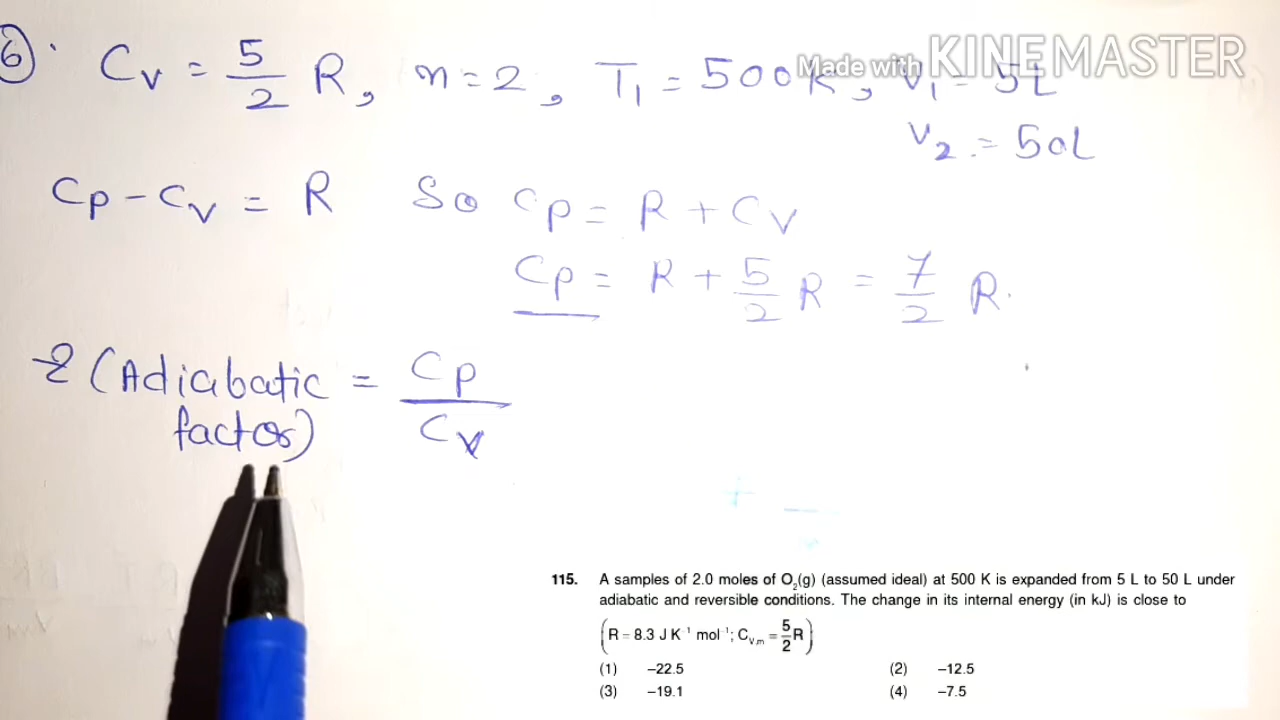 6. Cv = 5/2 R, n = 2, T₁ = 500K, V₁ = 5L
Made with KINEMASTER
V₂ = 50L
Cp - Cv = R So Cp = R + Cv
Cp = R + 5/2 R = 7/2 R.
(Adiabatic factor) = Cp/Cv
115. A samples of 2.0 moles of O₂(g) (assumed ideal) at 500 K is expanded from 5 L to 50 L under
adiabatic and reversible conditions. The change in its internal energy (in kJ) is close to
(R = 8.3 J K⁻¹ mol⁻¹; Cv,m = 5/2 R)
(1) –22.5 (2) –12.5
(3) –19.1 (4) –7.5